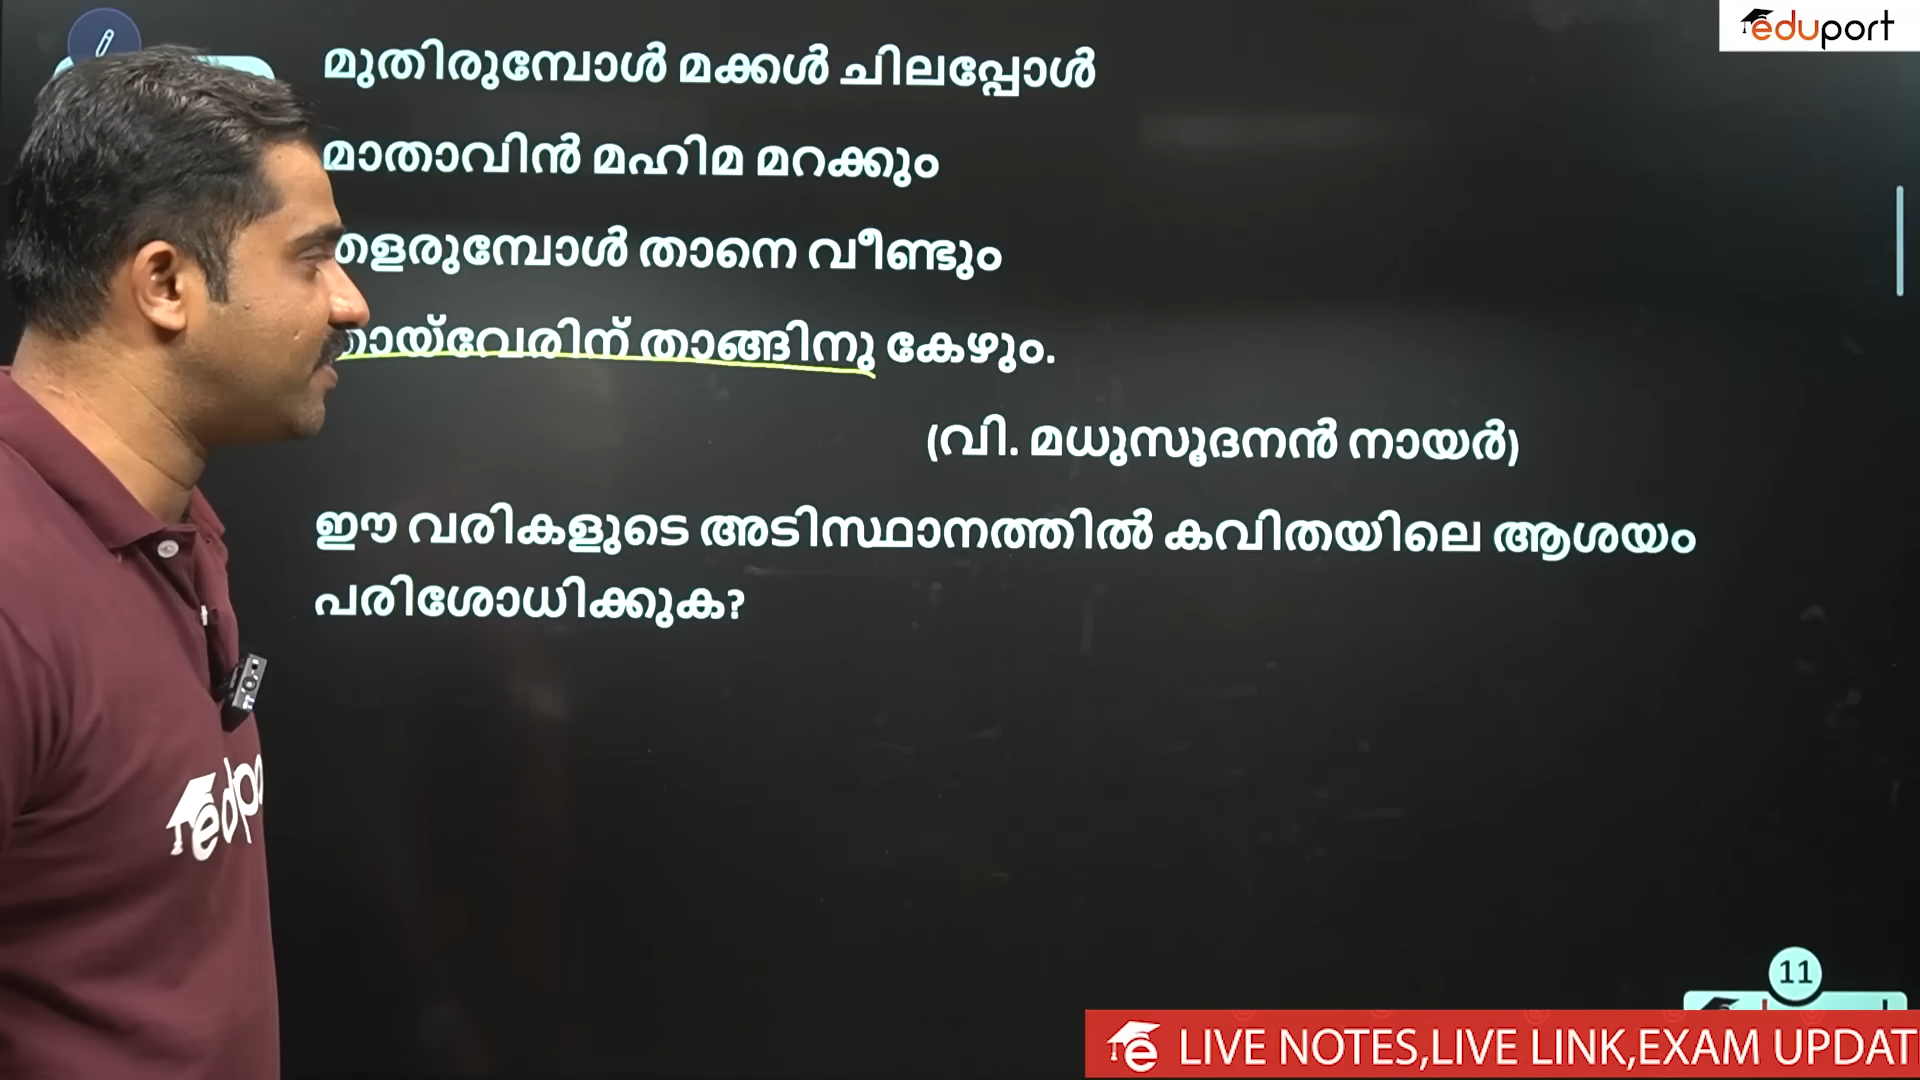 eduport
മുതിരുമ്പോൾ മക്കൾ ചിലപ്പോൾ
മാതാവിൻ മഹിമ മറക്കും
തളരുമ്പോൾ താനെ വീണ്ടും
തായ്‌വേരിന് താങ്ങിനു കേഴും.
(വി. മധുസൂദനൻ നായർ)
ഈ വരികളുടെ അടിസ്ഥാനത്തിൽ കവിതയിലെ ആശയം
പരിശോധിക്കുക?
11
LIVE NOTES,LIVE LINK,EXAM UPDAT